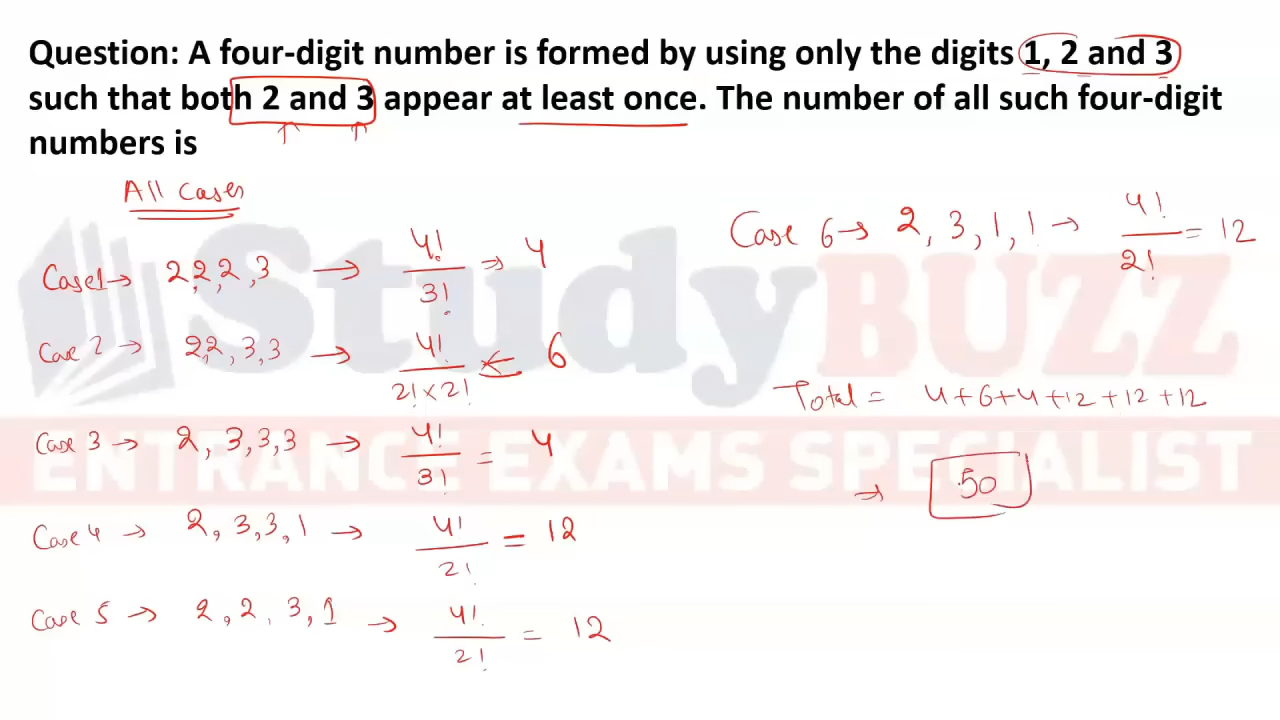 Question: A four-digit number is formed by using only the digits 1, 2 and 3
such that both 2 and 3 appear at least once. The number of all such four-digit
numbers is
All Cases
Case1→ 2,2,2,3 → 4!/3! ⇒ 4
Case 2 → 2,2,3,3 → 4!/2!×2! ⇐ 6
Case 3 → 2,3,3,3 → 4!/3! = 4
Case 4 → 2,3,3,1 → 4!/2! = 12
Case 5 → 2,2,3,1 → 4!/2! = 12
Case 6→ 2,3,1,1 → 4!/2! = 12
Total = 4+6+4+12+12+12
⇒ 50
StudyBUZZ
ENTRANCE EXAMS SPECIALIST